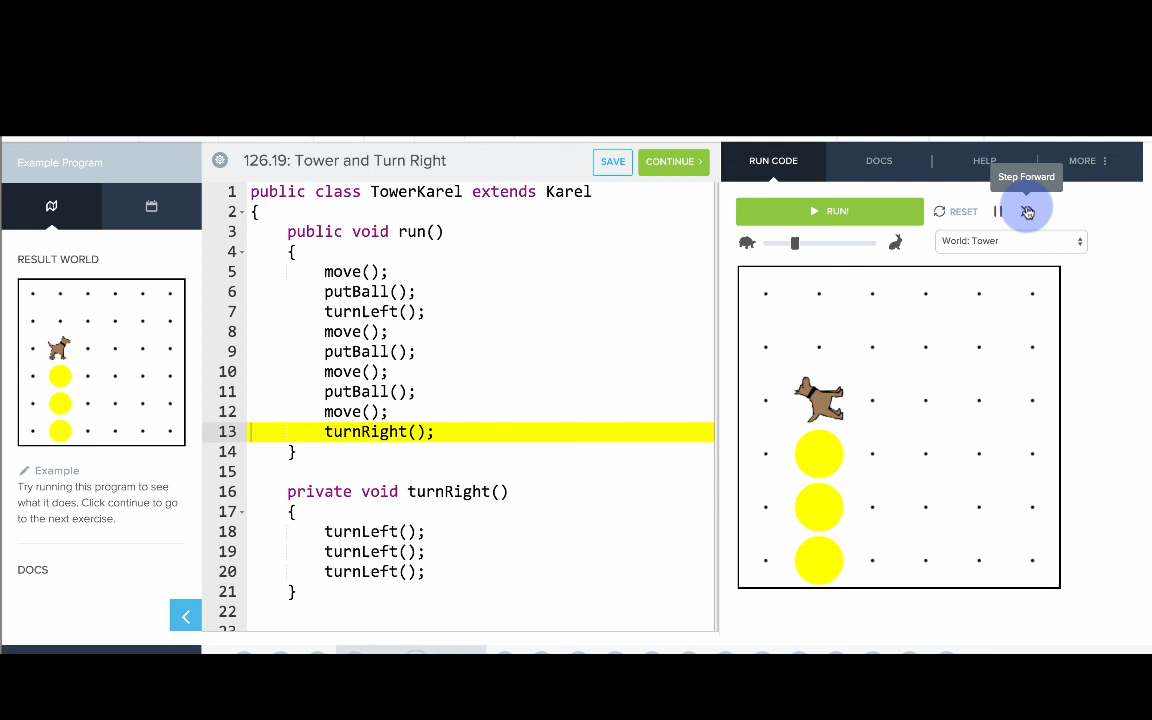 Example Program
126.19: Tower and Turn Right
SAVE
CONTINUE
RUN CODE
DOCS
HELP
MORE
Step Forward
RUN!
RESET
World: Tower
RESULT WORLD
Example
Try running this program to see
what it does. Click continue to go
to the next exercise.
DOCS
1 public class TowerKarel extends Karel
2 {
3 public void run()
4 {
5 move();
6 putBall();
7 turnLeft();
8 move();
9 putBall();
10 move();
11 putBall();
12 move();
13 turnRight();
14 }
15
16 private void turnRight()
17 {
18 turnLeft();
19 turnLeft();
20 turnLeft();
21 }
22